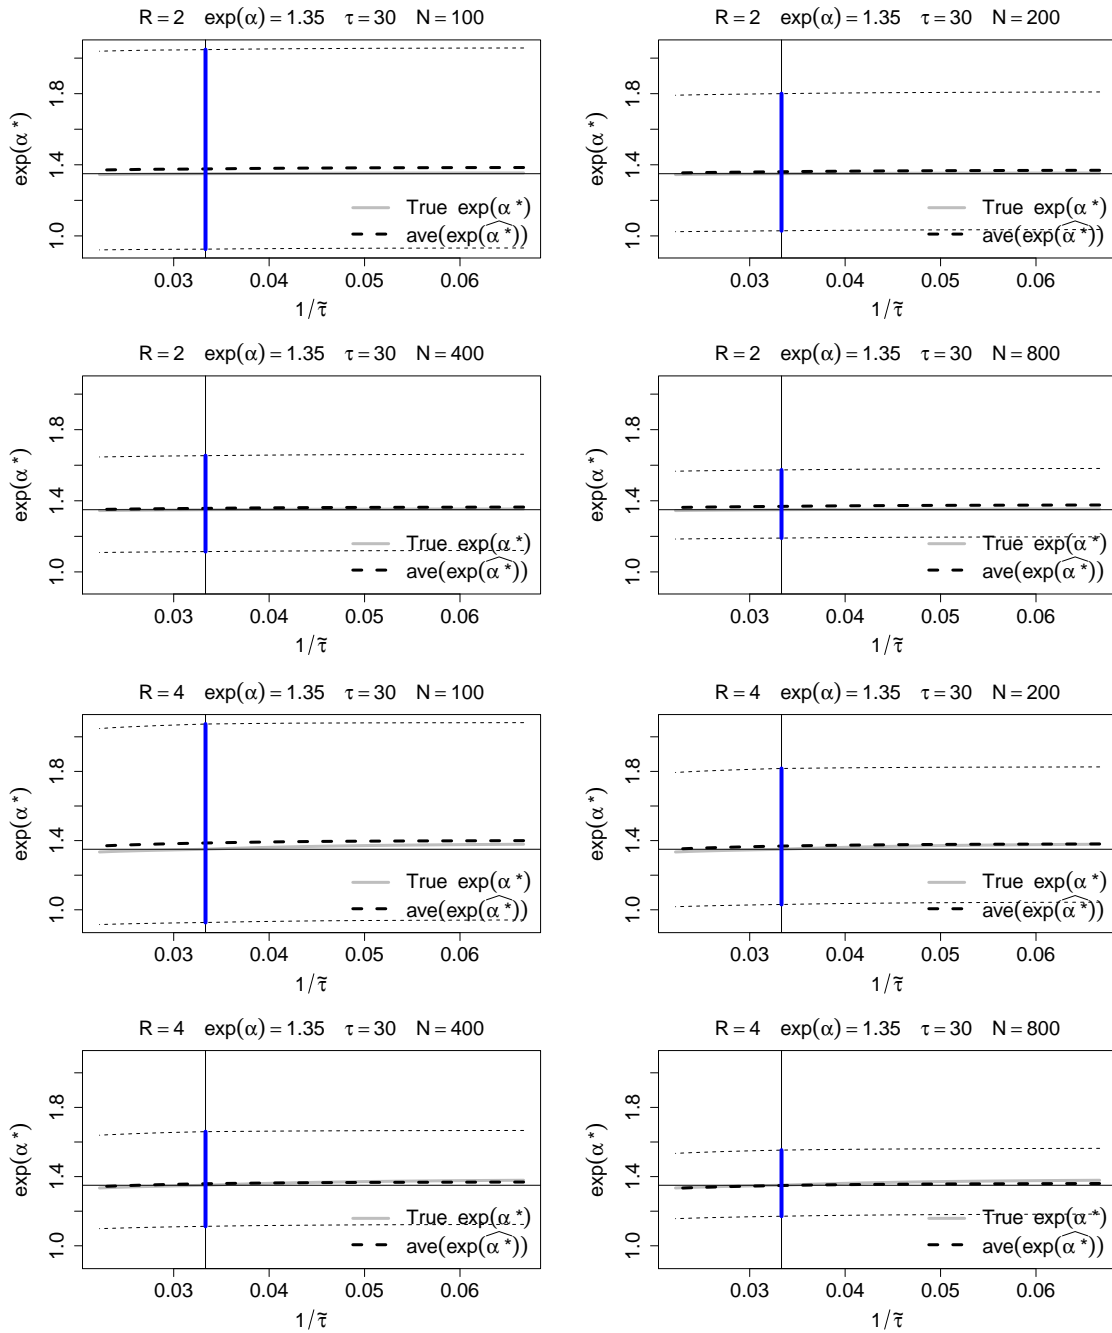 R = 2 exp(α) = 1.35 τ = 30 N = 100
exp(α*)
1.0 1.4 1.8
True exp(α*)
ave(exp(α̂*))
0.03 0.04 0.05 0.06
1/τ̃
R = 2 exp(α) = 1.35 τ = 30 N = 200
exp(α*)
1.0 1.4 1.8
True exp(α*)
ave(exp(α̂*))
0.03 0.04 0.05 0.06
1/τ̃
R = 2 exp(α) = 1.35 τ = 30 N = 400
exp(α*)
1.0 1.4 1.8
True exp(α*)
ave(exp(α̂*))
0.03 0.04 0.05 0.06
1/τ̃
R = 2 exp(α) = 1.35 τ = 30 N = 800
exp(α*)
1.0 1.4 1.8
True exp(α*)
ave(exp(α̂*))
0.03 0.04 0.05 0.06
1/τ̃
R = 4 exp(α) = 1.35 τ = 30 N = 100
exp(α*)
1.0 1.4 1.8
True exp(α*)
ave(exp(α̂*))
0.03 0.04 0.05 0.06
1/τ̃
R = 4 exp(α) = 1.35 τ = 30 N = 200
exp(α*)
1.0 1.4 1.8
True exp(α*)
ave(exp(α̂*))
0.03 0.04 0.05 0.06
1/τ̃
R = 4 exp(α) = 1.35 τ = 30 N = 400
exp(α*)
1.0 1.4 1.8
True exp(α*)
ave(exp(α̂*))
0.03 0.04 0.05 0.06
1/τ̃
R = 4 exp(α) = 1.35 τ = 30 N = 800
exp(α*)
1.0 1.4 1.8
True exp(α*)
ave(exp(α̂*))
0.03 0.04 0.05 0.06
1/τ̃